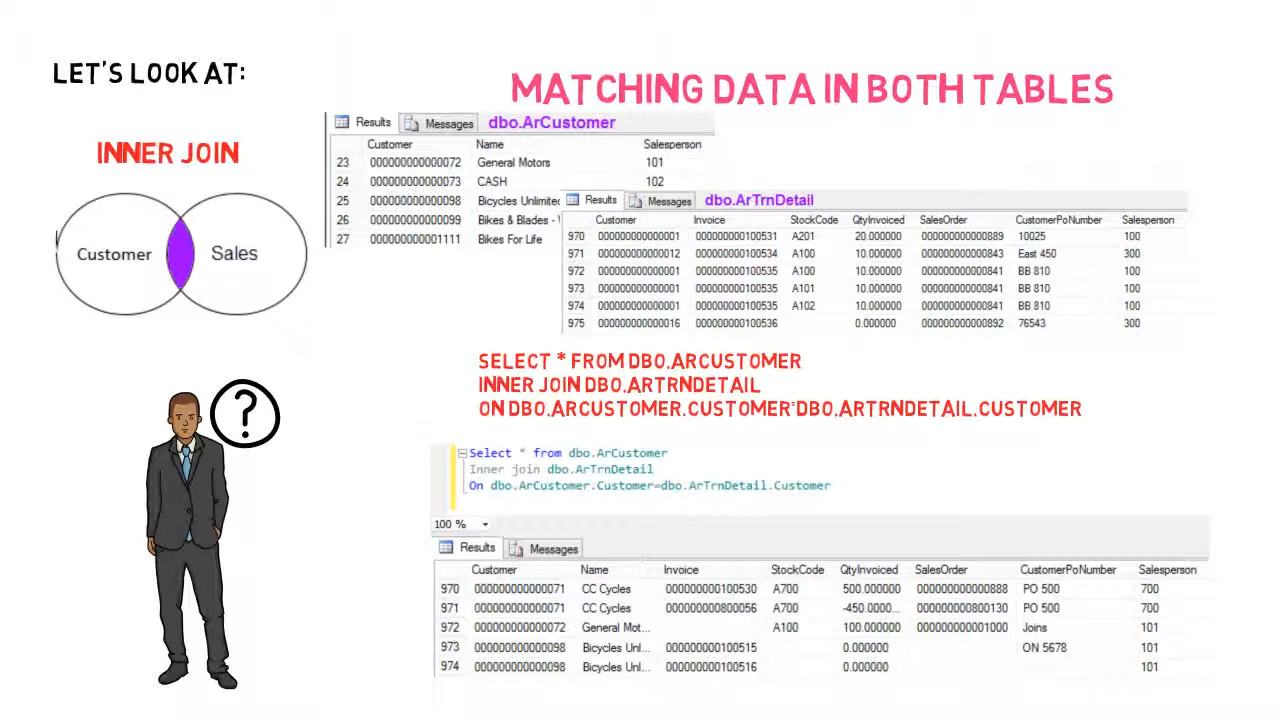 LET'S LOOK AT:
MATCHING DATA IN BOTH TABLES
INNER JOIN
Customer Sales
Results Messages dbo.ArCustomer
Customer Name Salesperson
23 000000000000072 General Motors 101
24 000000000000073 CASH 102
25 000000000000098 Bicycles Unlimited
26 000000000000099 Bikes & Blades -
27 000000000001111 Bikes For Life
Results Messages dbo.ArTrnDetail
Customer Invoice StockCode QtyInvoiced SalesOrder CustomerPoNumber Salesperson
970 000000000000001 000000000100531 A201 20.000000 000000000000889 10025 100
971 000000000000012 000000000100534 A100 10.000000 000000000000843 East 450 300
972 000000000000001 000000000100535 A100 10.000000 000000000000841 BB 810 100
973 000000000000001 000000000100535 A101 10.000000 000000000000841 BB 810 100
974 000000000000001 000000000100535 A102 10.000000 000000000000841 BB 810 100
975 000000000000016 000000000100536 0.000000 000000000000892 76543 300
SELECT * FROM DBO.ARCUSTOMER
INNER JOIN DBO.ARTRNDETAIL
ON DBO.ARCUSTOMER.CUSTOMER=DBO.ARTRNDETAIL.CUSTOMER
?
Select * from dbo.ArCustomer
Inner join dbo.ArTrnDetail
On dbo.ArCustomer.Customer=dbo.ArTrnDetail.Customer
100 %
Results Messages
Customer Name Invoice StockCode QtyInvoiced SalesOrder CustomerPoNumber Salesperson
970 000000000000071 CC Cycles 000000000100530 A700 500.000000 000000000000888 PO 500 700
971 000000000000071 CC Cycles 000000000800056 A700 -450.0000... 000000000800130 PO 500 700
972 000000000000072 General Mot... A100 100.000000 000000000001000 Joins 101
973 000000000000098 Bicycles Unl... 000000000100515 0.000000 ON 5678 101
974 000000000000098 Bicycles Unl... 000000000100516 0.000000 101